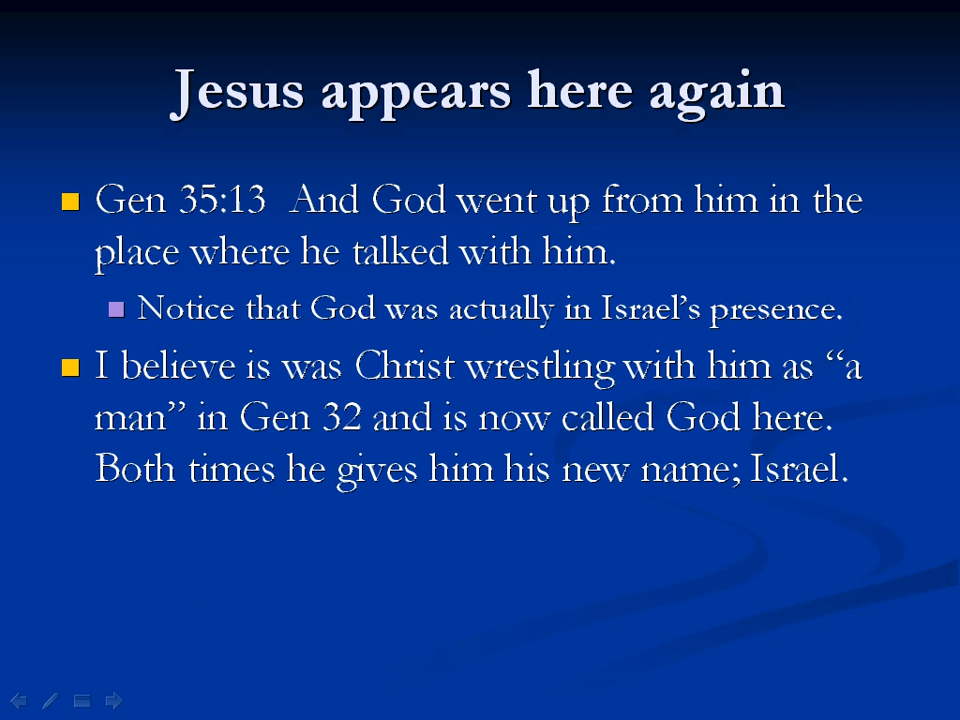 Jesus appears here again
Gen 35:13  And God went up from him in the
place where he talked with him.
Notice that God was actually in Israel’s presence.
I believe is was Christ wrestling with him as “a
man” in Gen 32 and is now called God here.
Both times he gives him his new name; Israel.